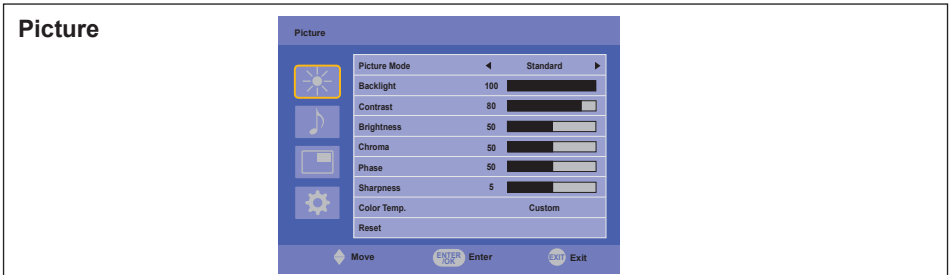 Picture
Picture
Picture Mode Standard
Backlight 100
Contrast 80
Brightness 50
Chroma 50
Phase 50
Sharpness 5
Color Temp. Custom
Reset
Move ENTER /OK Enter EXIT Exit